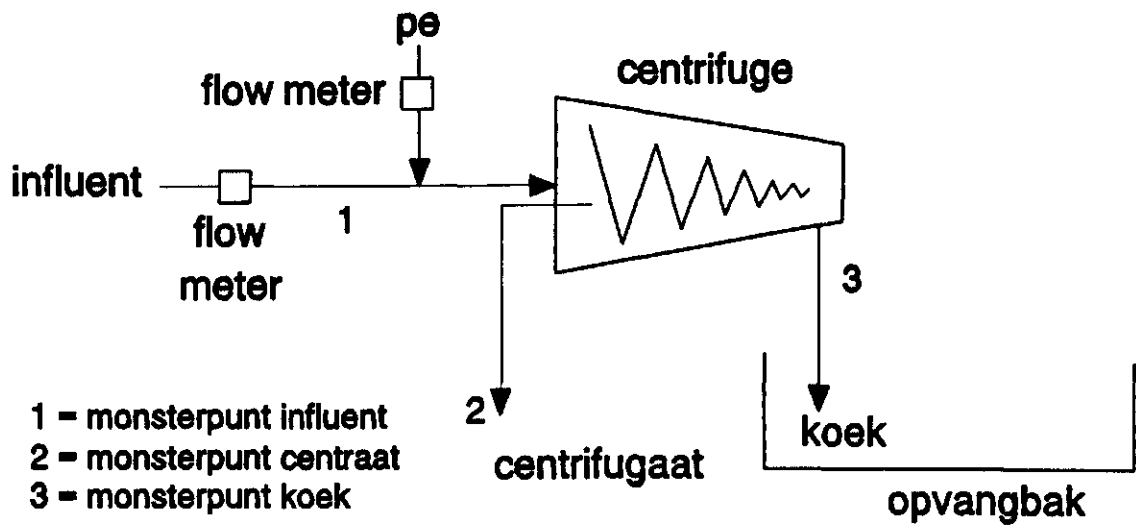 pe
flow meter
centrifuge
influent
1
flow
meter
3
2
koek
centrifugaat
opvangbak
1 = monsterpunt influent
2 = monsterpunt centraat
3 = monsterpunt koek